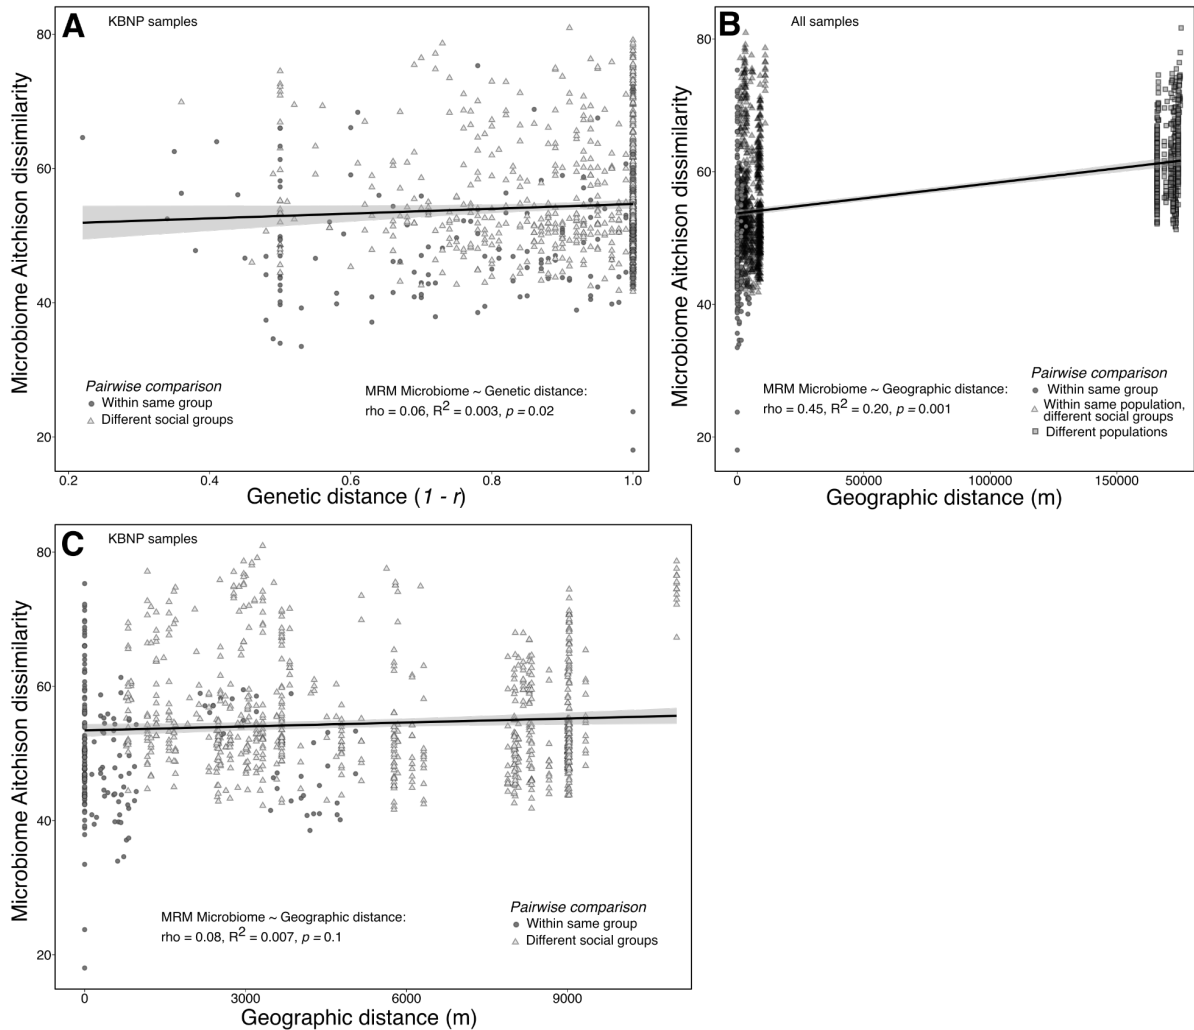 A
KBNP samples
Microbiome Aitchison dissimilarity
80
60
40
20
Pairwise comparison
Within same group
Different social groups
MRM Microbiome ~ Genetic distance:
rho = 0.06, R² = 0.003, p = 0.02
0.2 0.4 0.6 0.8 1.0
Genetic distance (1 - r)
B
All samples
Microbiome Aitchison dissimilarity
80
60
40
20
MRM Microbiome ~ Geographic distance:
rho = 0.45, R² = 0.20, p = 0.001
Pairwise comparison
Within same group
Within same population,
different social groups
Different populations
0 50000 100000 150000
Geographic distance (m)
C
KBNP samples
Microbiome Aitchison dissimilarity
80
60
40
20
MRM Microbiome ~ Geographic distance:
rho = 0.08, R² = 0.007, p = 0.1
Pairwise comparison
Within same group
Different social groups
0 3000 6000 9000
Geographic distance (m)